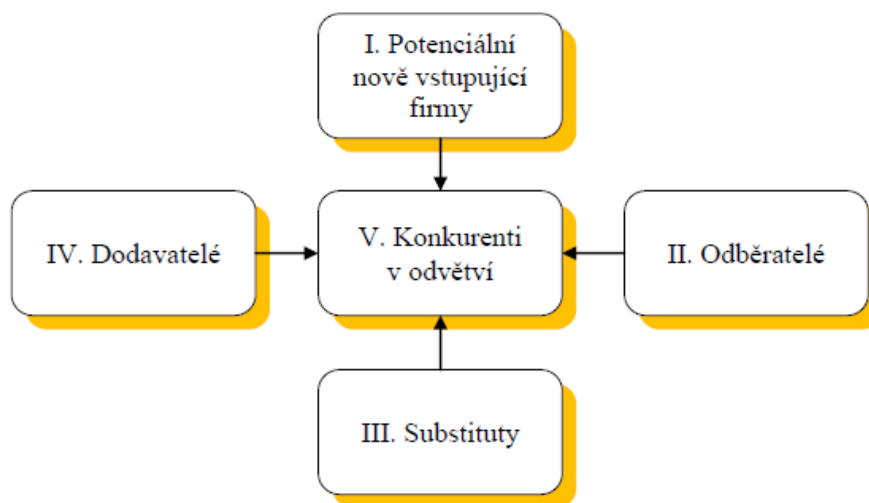 I. Potenciální
nově vstupující
firmy
IV. Dodavatelé
V. Konkurenti
v odvětví
II. Odběratelé
III. Substituty